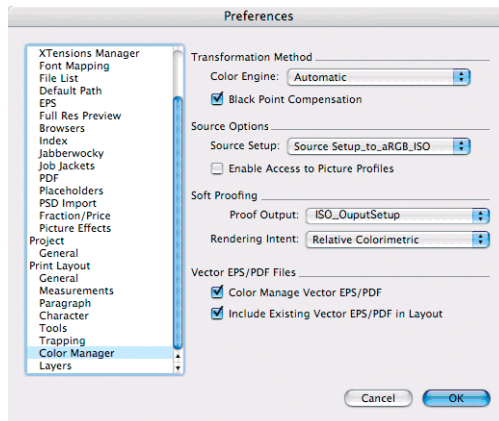 Preferences
XTensions Manager
Font Mapping
File List
Default Path
EPS
Full Res Preview
Browsers
Index
Jabberwocky
Job Jackets
PDF
Placeholders
PSD Import
Fraction/Price
Picture Effects
Project
General
Print Layout
General
Measurements
Paragraph
Character
Tools
Trapping
Color Manager
Layers
Transformation Method
Color Engine: Automatic
Black Point Compensation
Source Options
Source Setup: Source Setup_to_aRGB_ISO
Enable Access to Picture Profiles
Soft Proofing
Proof Output: ISO_OuputSetup
Rendering Intent: Relative Colorimetric
Vector EPS/PDF Files
Color Manage Vector EPS/PDF
Include Existing Vector EPS/PDF in Layout
Cancel OK